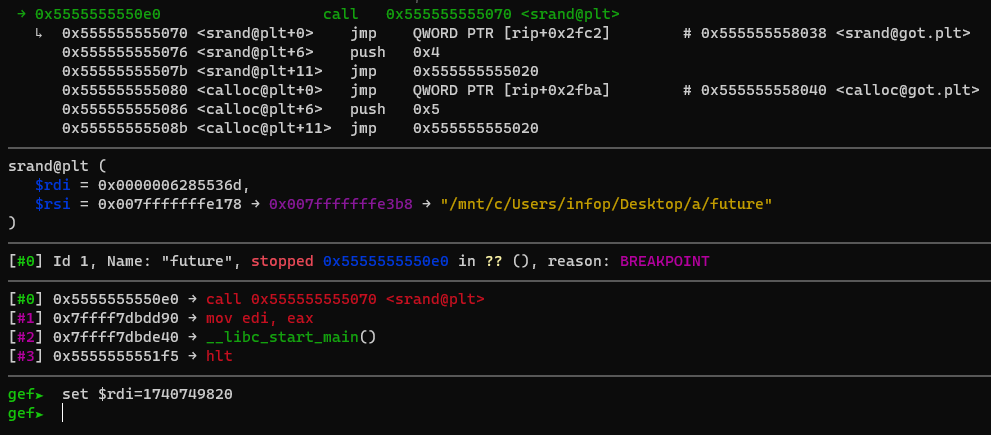 → 0x5555555550e0                  call   0x555555555070 <srand@plt>
↳  0x555555555070 <srand@plt+0>    jmp    QWORD PTR [rip+0x2fc2]        # 0x555555558038 <srand@got.plt>
0x555555555076 <srand@plt+6>    push   0x4
0x55555555507b <srand@plt+11>   jmp    0x555555555020
0x555555555080 <calloc@plt+0>   jmp    QWORD PTR [rip+0x2fba]        # 0x555555558040 <calloc@got.plt>
0x555555555086 <calloc@plt+6>   push   0x5
0x55555555508b <calloc@plt+11>  jmp    0x555555555020
srand@plt (
$rdi = 0x0000006285536d,
$rsi = 0x007fffffffe178 → 0x007fffffffe3b8 → "/mnt/c/Users/infop/Desktop/a/future"
)
[#0] Id 1, Name: "future", stopped 0x5555555550e0 in ?? (), reason: BREAKPOINT
[#0] 0x5555555550e0 → call 0x555555555070 <srand@plt>
[#1] 0x7ffff7dbdd90 → mov edi, eax
[#2] 0x7ffff7dbde40 → __libc_start_main()
[#3] 0x5555555551f5 → hlt
gef➤  set $rdi=1740749820
gef➤